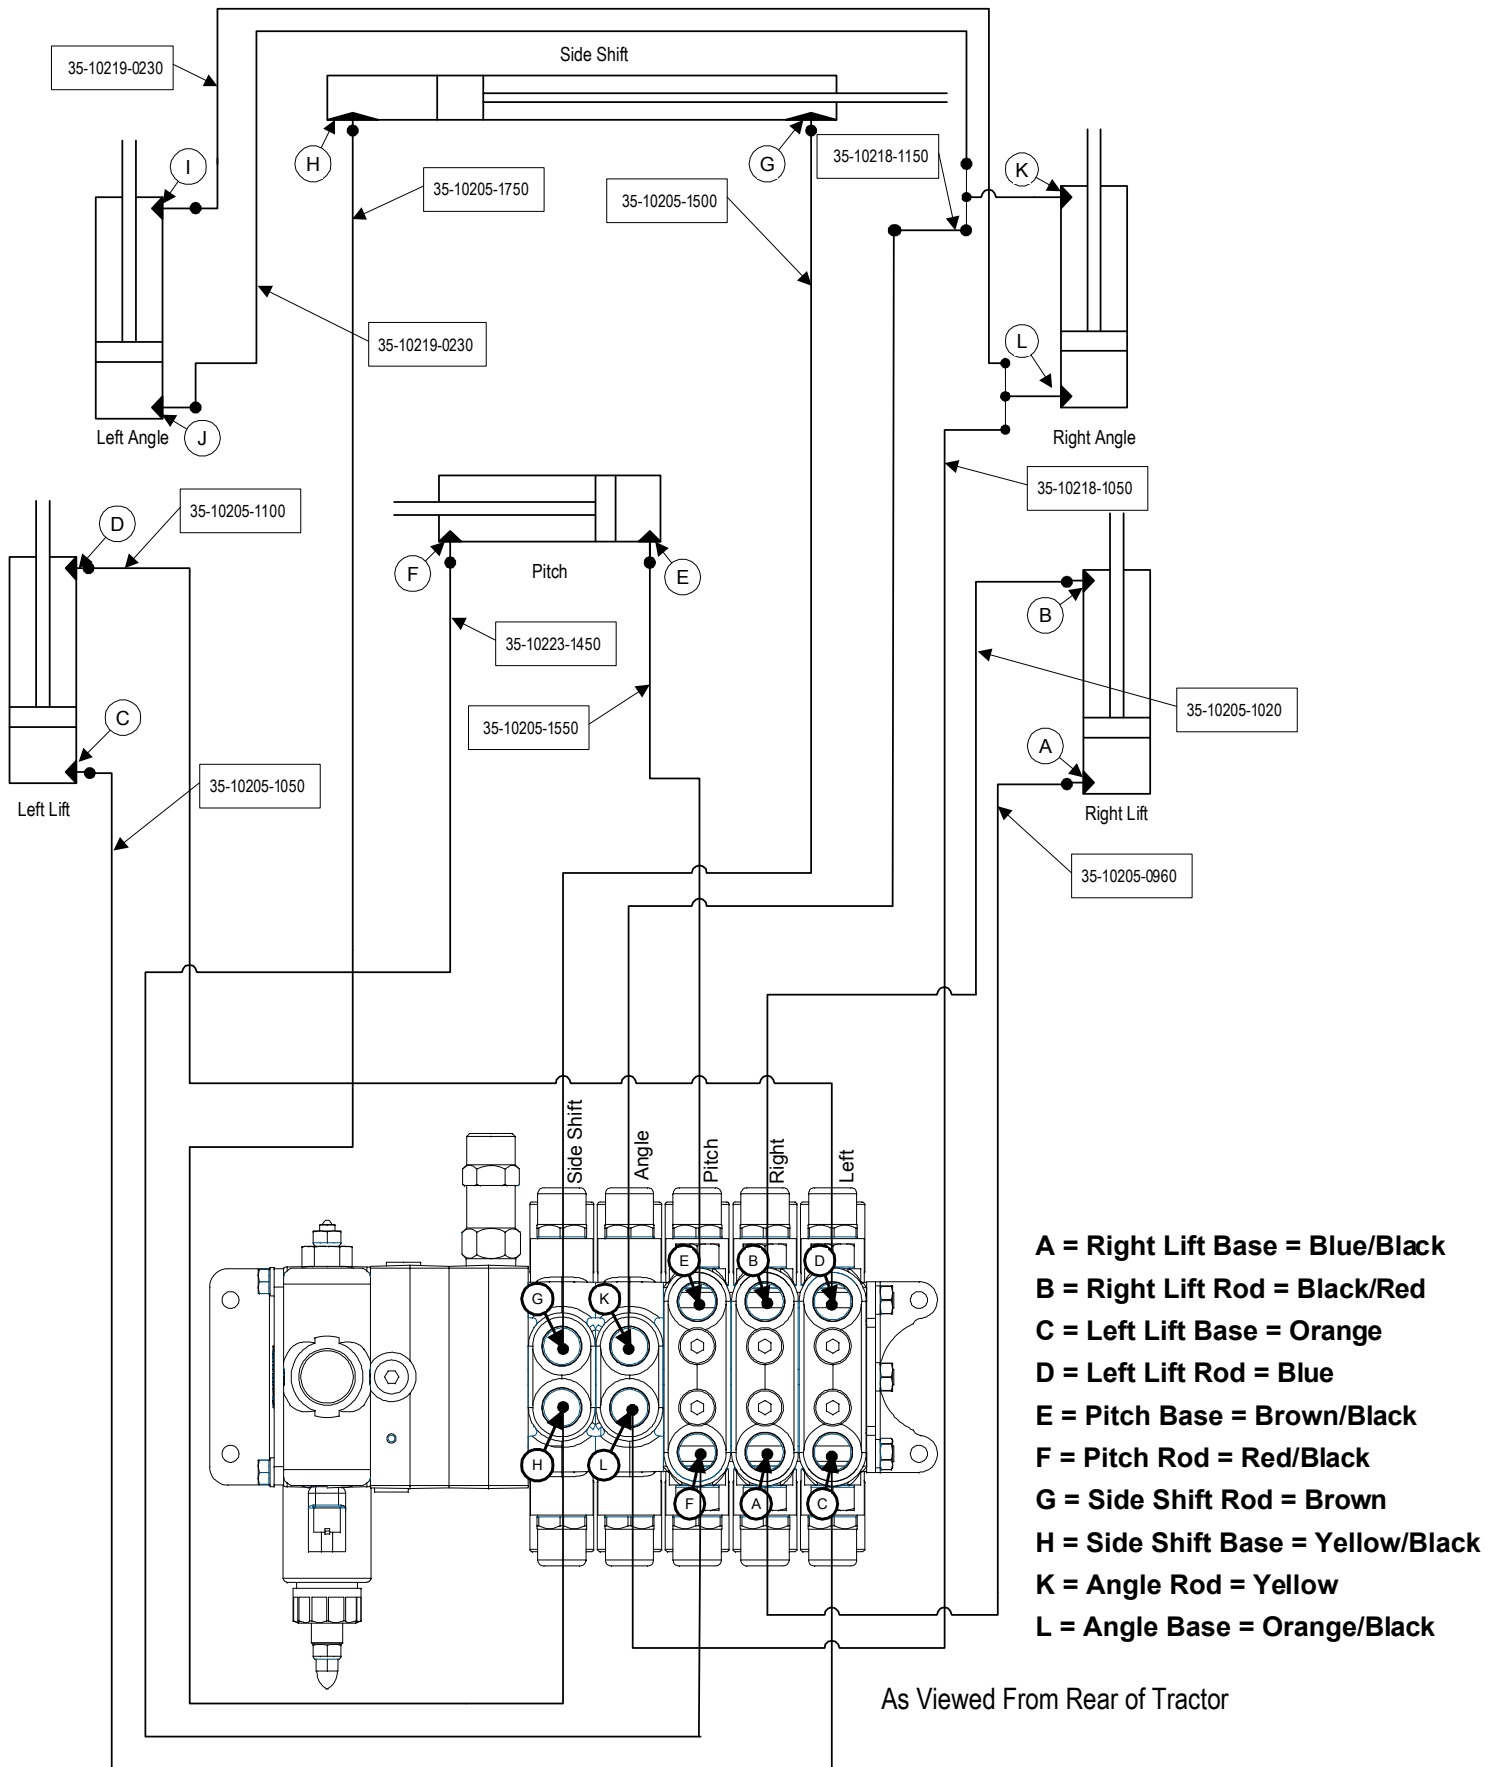 Side Shift
35-10219-0230
H
G
35-10218-1150
I
K
35-10205-1750
35-10205-1500
35-10219-0230
L
J
Left Angle
Right Angle
35-10218-1050
35-10205-1100
D
F
Pitch
E
B
35-10223-1450
C
35-10205-1550
35-10205-1020
A
35-10205-1050
Left Lift
Right Lift
35-10205-0960
Side Shift
Angle
Pitch
Right
Left
E
B
D
G
K
H
L
F
A
C
A = Right Lift Base = Blue/Black
B = Right Lift Rod = Black/Red
C = Left Lift Base = Orange
D = Left Lift Rod = Blue
E = Pitch Base = Brown/Black
F = Pitch Rod = Red/Black
G = Side Shift Rod = Brown
H = Side Shift Base = Yellow/Black
K = Angle Rod = Yellow
L = Angle Base = Orange/Black
As Viewed From Rear of Tractor